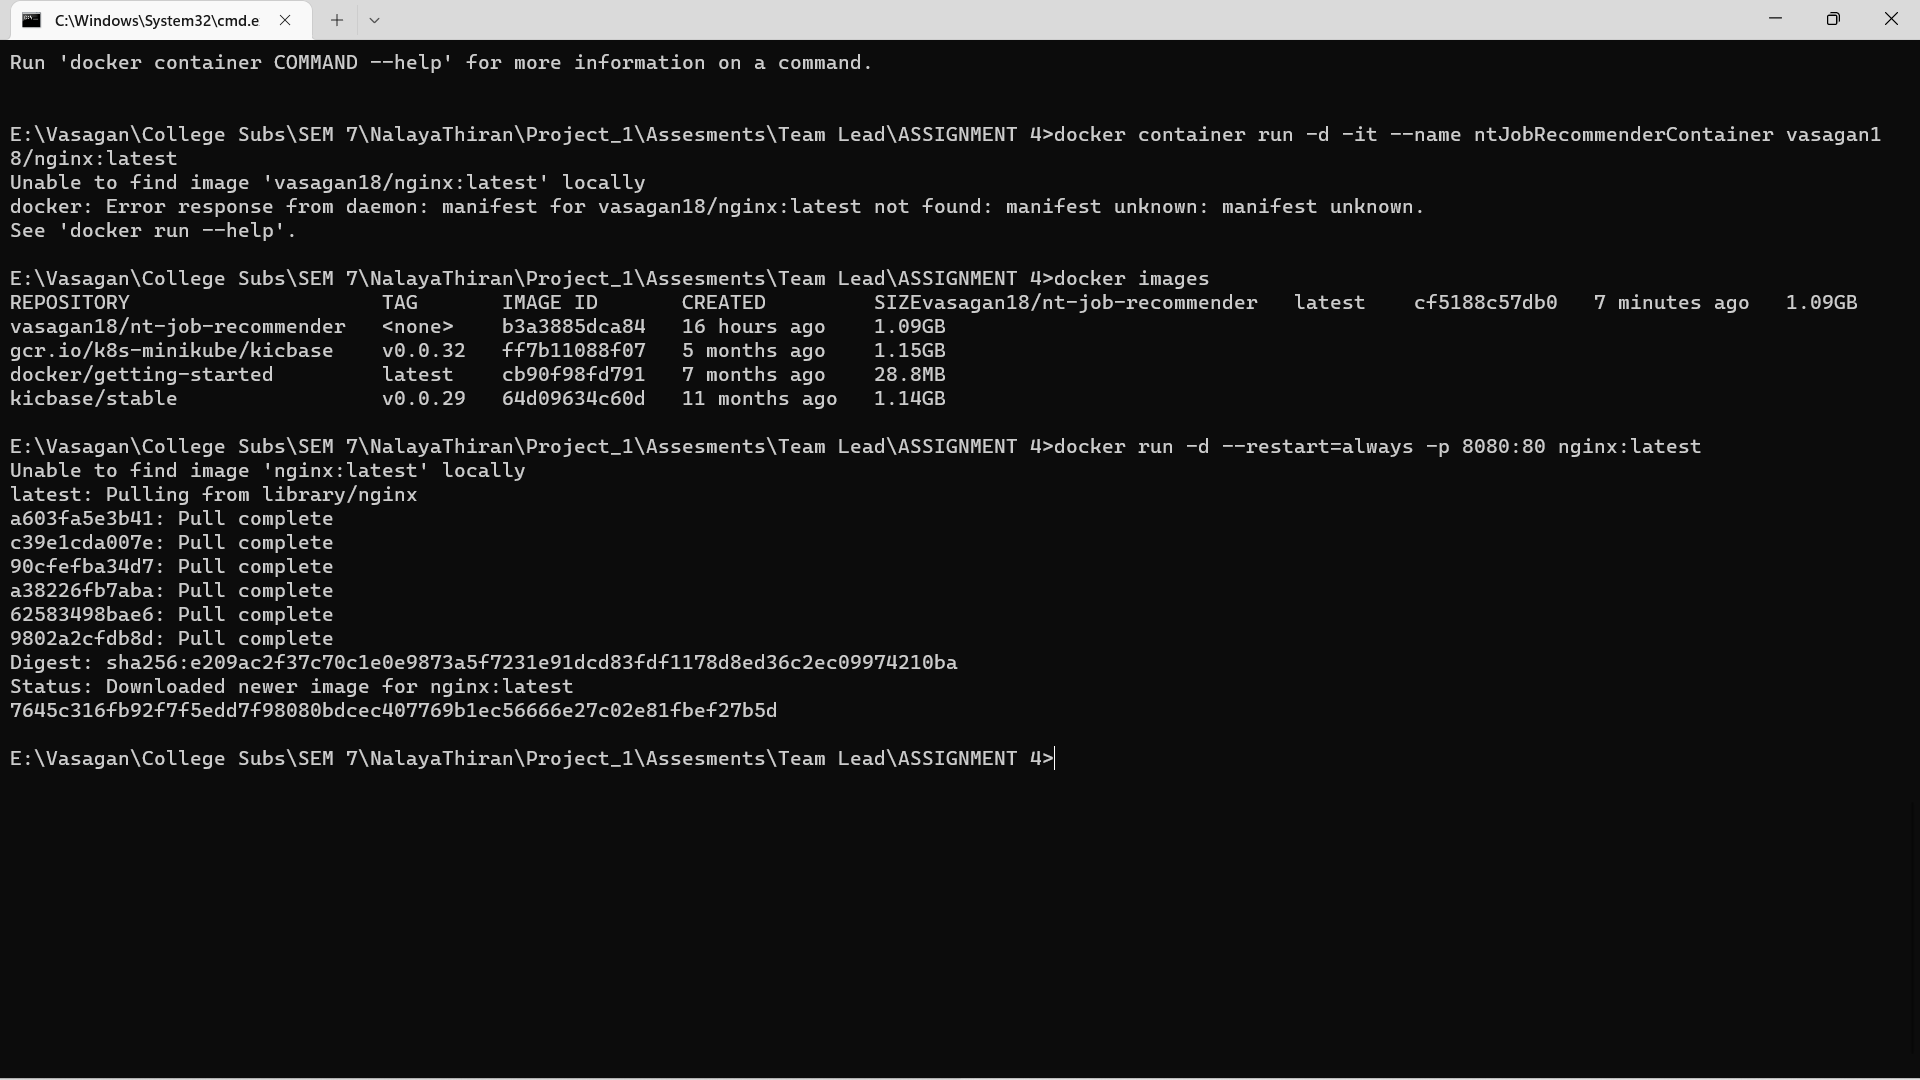 C:\Windows\System32\cmd.e
Run 'docker container COMMAND --help' for more information on a command.
E:\Vasagan\College Subs\SEM 7\NalayaThiran\Project_1\Assesments\Team Lead\ASSIGNMENT 4>docker container run -d -it --name ntJobRecommenderContainer vasagan1
8/nginx:latest
Unable to find image 'vasagan18/nginx:latest' locally
docker: Error response from daemon: manifest for vasagan18/nginx:latest not found: manifest unknown: manifest unknown.
See 'docker run --help'.
E:\Vasagan\College Subs\SEM 7\NalayaThiran\Project_1\Assesments\Team Lead\ASSIGNMENT 4>docker images
REPOSITORY                     TAG       IMAGE ID       CREATED         SIZEvasagan18/nt-job-recommender   latest    cf5188c57db0   7 minutes ago   1.09GB
vasagan18/nt-job-recommender   <none>    b3a3885dca84   16 hours ago    1.09GB
gcr.io/k8s-minikube/kicbase    v0.0.32   ff7b11088f07   5 months ago    1.15GB
docker/getting-started         latest    cb90f98fd791   7 months ago    28.8MB
kicbase/stable                 v0.0.29   64d09634c60d   11 months ago   1.14GB
E:\Vasagan\College Subs\SEM 7\NalayaThiran\Project_1\Assesments\Team Lead\ASSIGNMENT 4>docker run -d --restart=always -p 8080:80 nginx:latest
Unable to find image 'nginx:latest' locally
latest: Pulling from library/nginx
a603fa5e3b41: Pull complete
c39e1cda007e: Pull complete
90cfefba34d7: Pull complete
a38226fb7aba: Pull complete
62583498bae6: Pull complete
9802a2cfdb8d: Pull complete
Digest: sha256:e209ac2f37c70c1e0e9873a5f7231e91dcd83fdf1178d8ed36c2ec09974210ba
Status: Downloaded newer image for nginx:latest
7645c316fb92f7f5edd7f98080bdcec407769b1ec56666e27c02e81fbef27b5d
E:\Vasagan\College Subs\SEM 7\NalayaThiran\Project_1\Assesments\Team Lead\ASSIGNMENT 4>